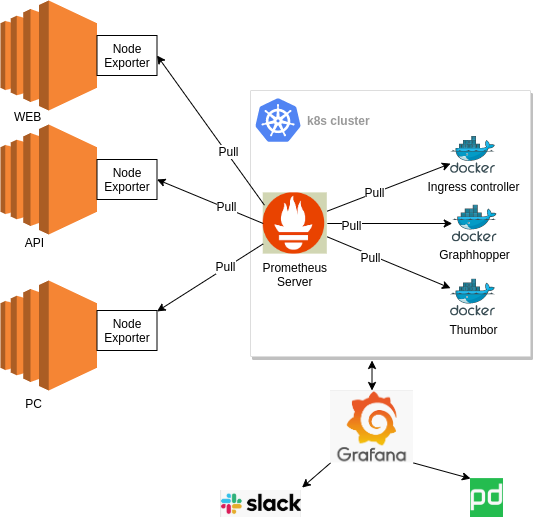 Node
Exporter
WEB
k8s cluster
Pull
docker
Ingress controller
Node
Exporter
Pull
Pull
API
Pull
docker
Graphhopper
Prometheus
Server
Pull
Pull
docker
Thumbor
Node
Exporter
PC
Grafana
slack
pd